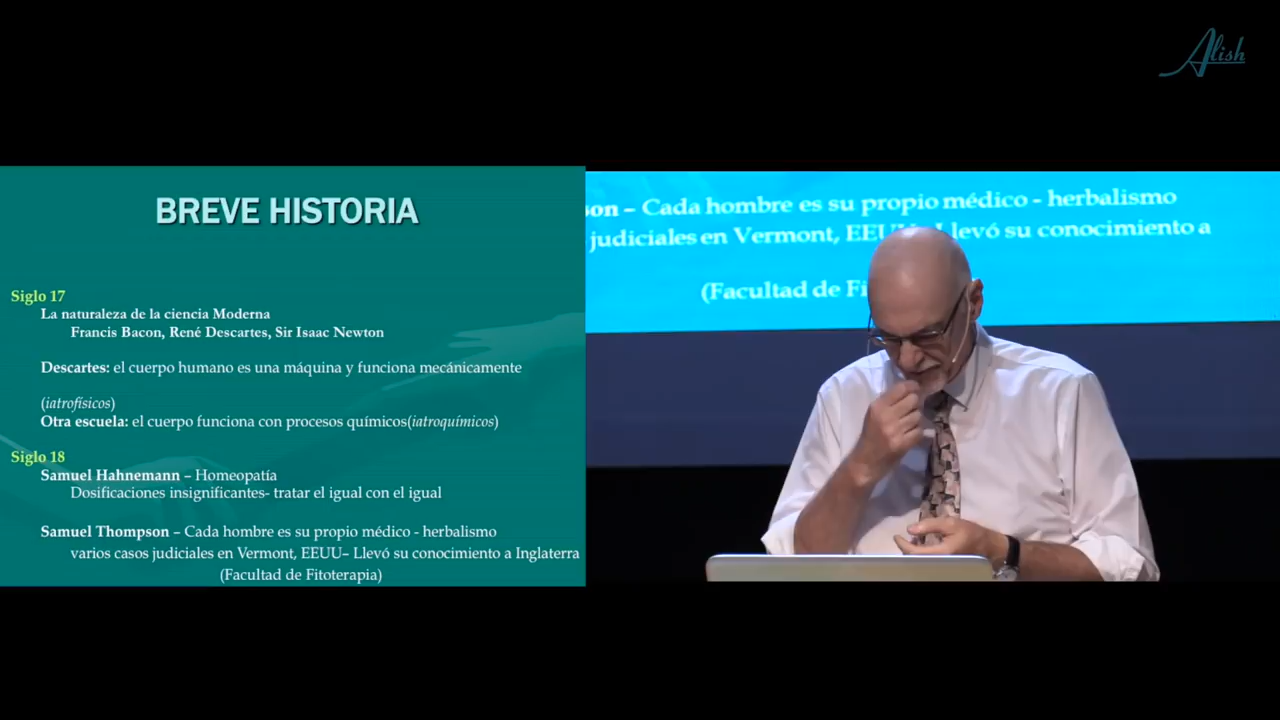 Alish
BREVE HISTORIA
Siglo 17
La naturaleza de la ciencia Moderna
Francis Bacon, René Descartes, Sir Isaac Newton
Descartes: el cuerpo humano es una máquina y funciona mecánicamente
(iatrofísicos)
Otra escuela: el cuerpo funciona con procesos químicos(iatroquímicos)
Siglo 18
Samuel Hahnemann – Homeopatía
Dosificaciones insignificantes- tratar el igual con el igual
Samuel Thompson – Cada hombre es su propio médico - herbalismo
varios casos judiciales en Vermont, EEUU– Llevó su conocimiento a Inglaterra
(Facultad de Fitoterapia)
son – Cada hombre es su propio médico - herbalismo
judiciales en Vermont, EEUU Llevó su conocimiento a
(Facultad de Fi